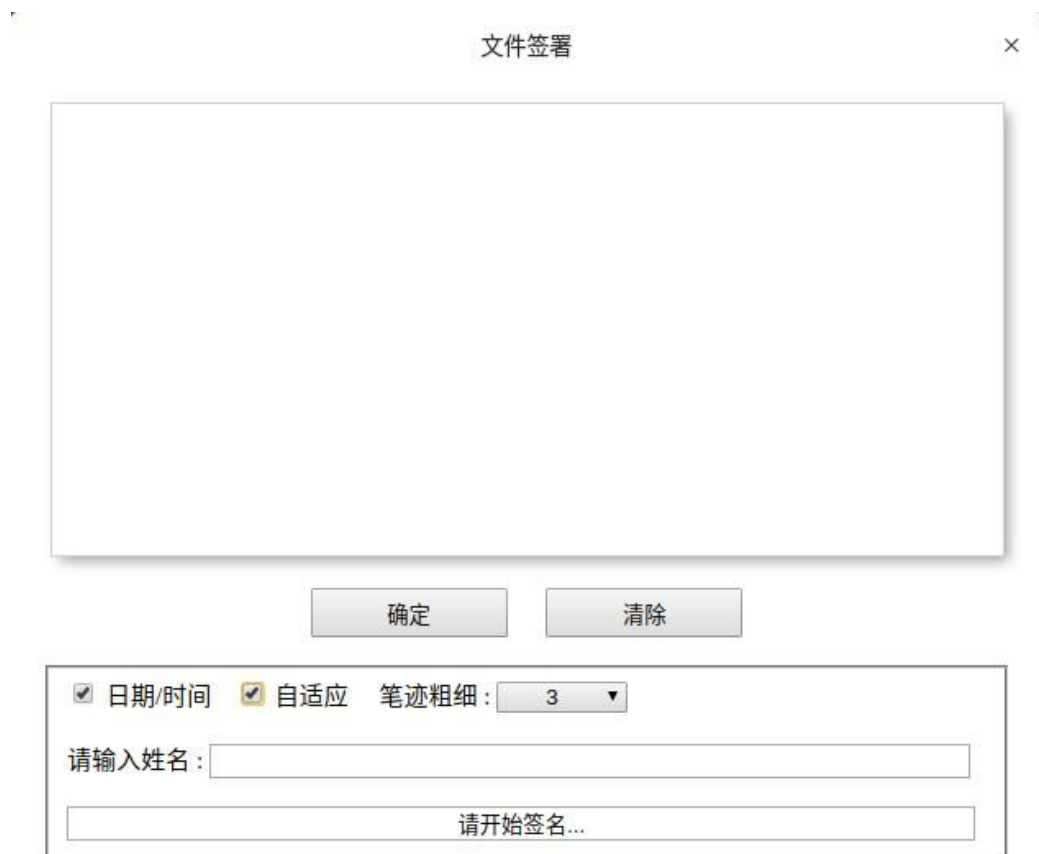 文件签署 ×
确定 清除
日期/时间 自适应 笔迹粗细 : 3
请输入姓名 :
请开始签名...